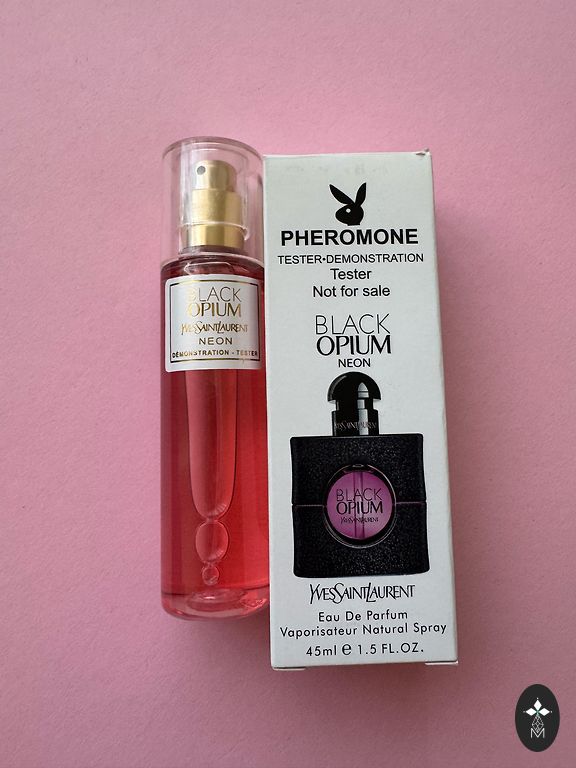 BLACK
OPIUM
YVESSAINTLAURENT
NEON
DÉMONSTRATION - TESTER
PHEROMONE
TESTER•DEMONSTRATION
Tester
Not for sale
BLACK
OPIUM
NEON
YVESSAINTLAURENT
BLACK
OPIUM
YVESSAINTLAURENT
YVESSAINTLAURENT
Eau De Parfum
Vaporisateur Natural Spray
45ml e 1.5 FL.OZ.
M